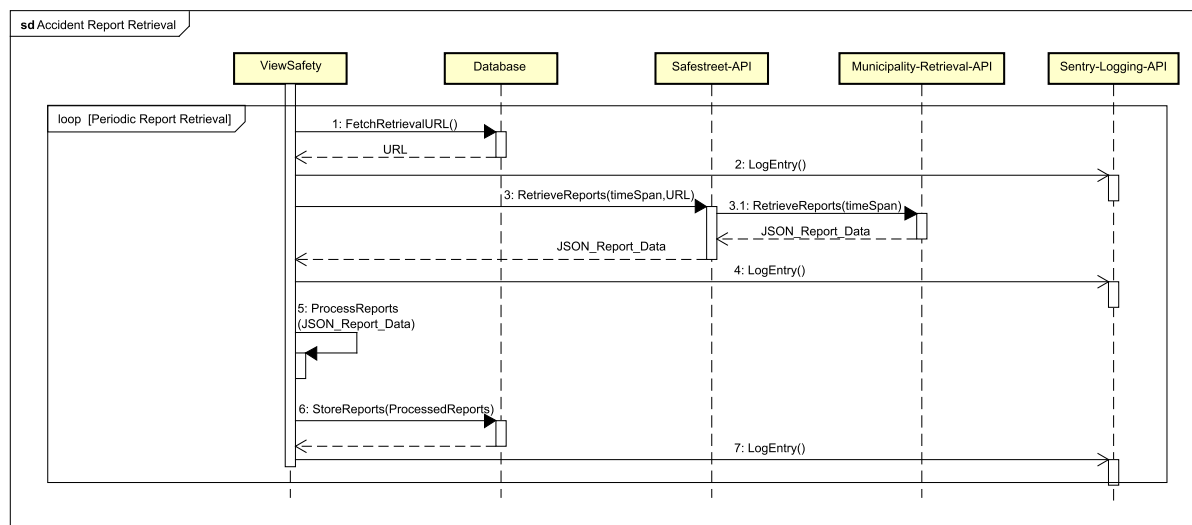 sd Accident Report Retrieval
ViewSafety
Database
Safestreet-API
Municipality-Retrieval-API
Sentry-Logging-API
loop [Periodic Report Retrieval]
1: FetchRetrievalURL()
URL
2: LogEntry()
3: RetrieveReports(timeSpan,URL)
3.1: RetrieveReports(timeSpan)
JSON_Report_Data
JSON_Report_Data
4: LogEntry()
5: ProcessReports
(JSON_Report_Data)
6: StoreReports(ProcessedReports)
7: LogEntry()